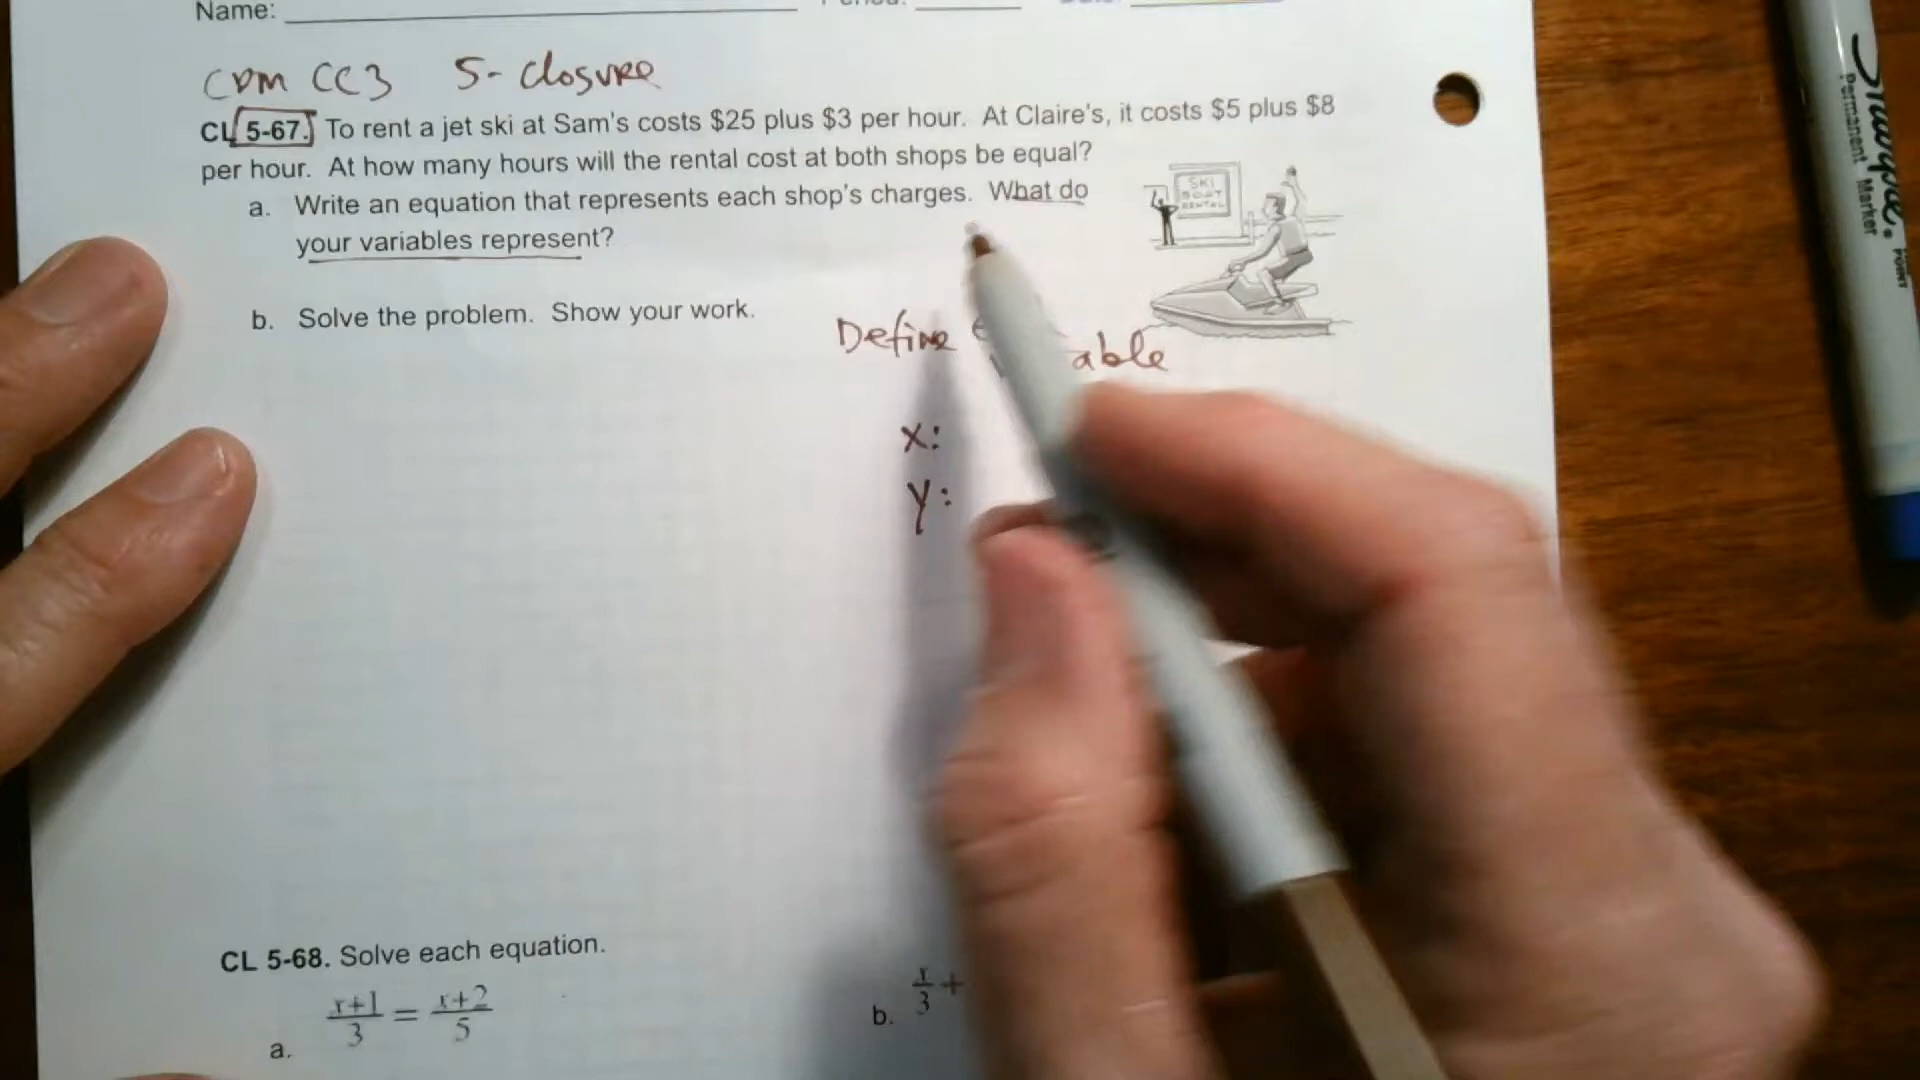 Name:
CPM CC3 5-closure
CL 5-67. To rent a jet ski at Sam's costs $25 plus $3 per hour. At Claire's, it costs $5 plus $8
per hour. At how many hours will the rental cost at both shops be equal?
a. Write an equation that represents each shop's charges. What do
your variables represent?
SKI
BOAT
RENTAL
b. Solve the problem. Show your work.
Define able
x:
y:
CL 5-68. Solve each equation.
a. x+1/3 = x+2/5
b. x/3 +
Sharpie.
Permanent Marker